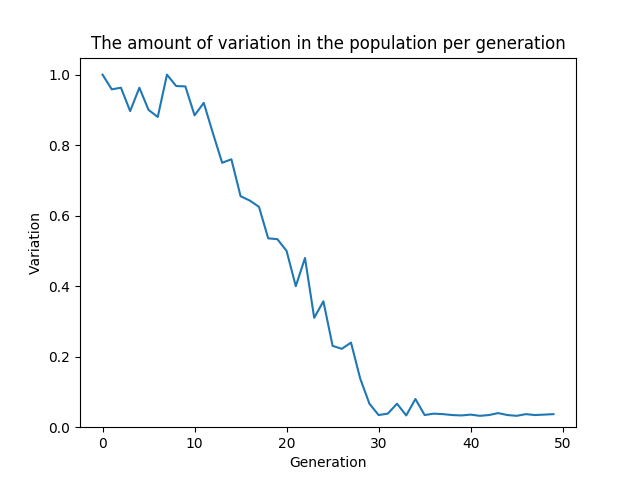 The amount of variation in the population per generation
1.0
0.8
0.6
0.4
0.2
0.0
Variation
0 10 20 30 40 50
Generation